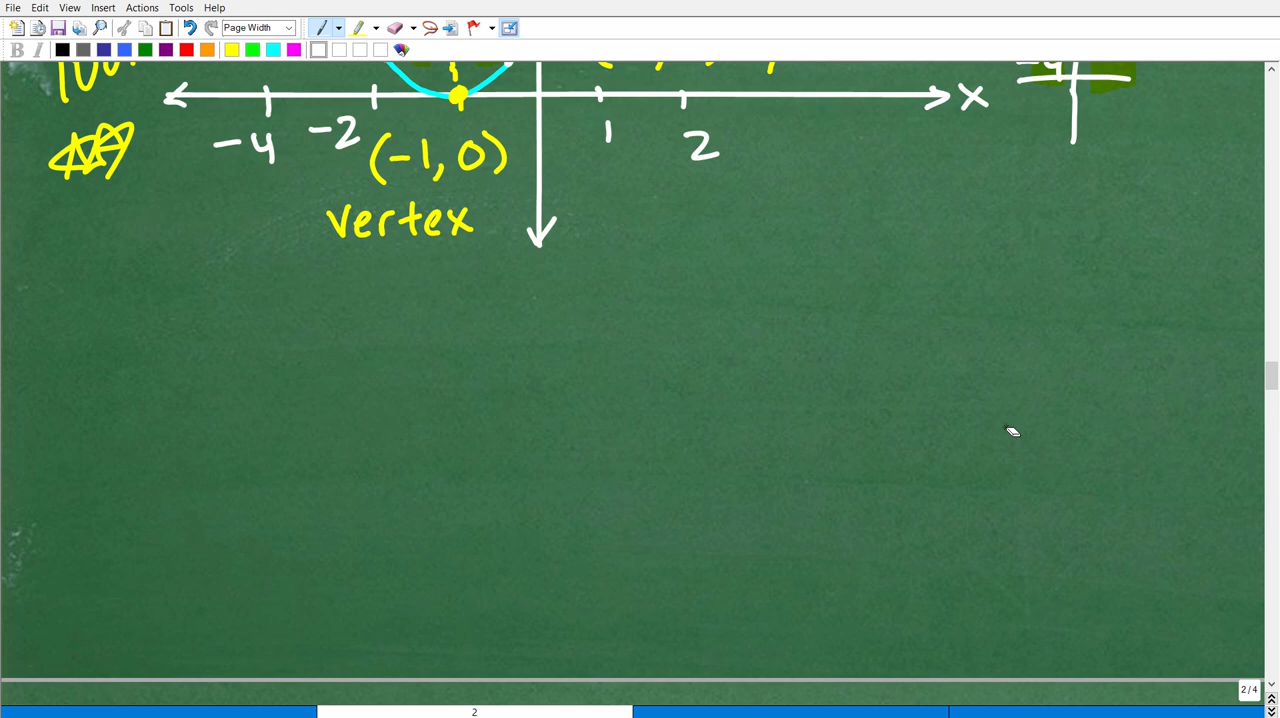 File Edit View Insert Actions Tools Help
Page Width
B I
100.
x
-4 -2 1 2
(-1, 0)
vertex
2/4
2